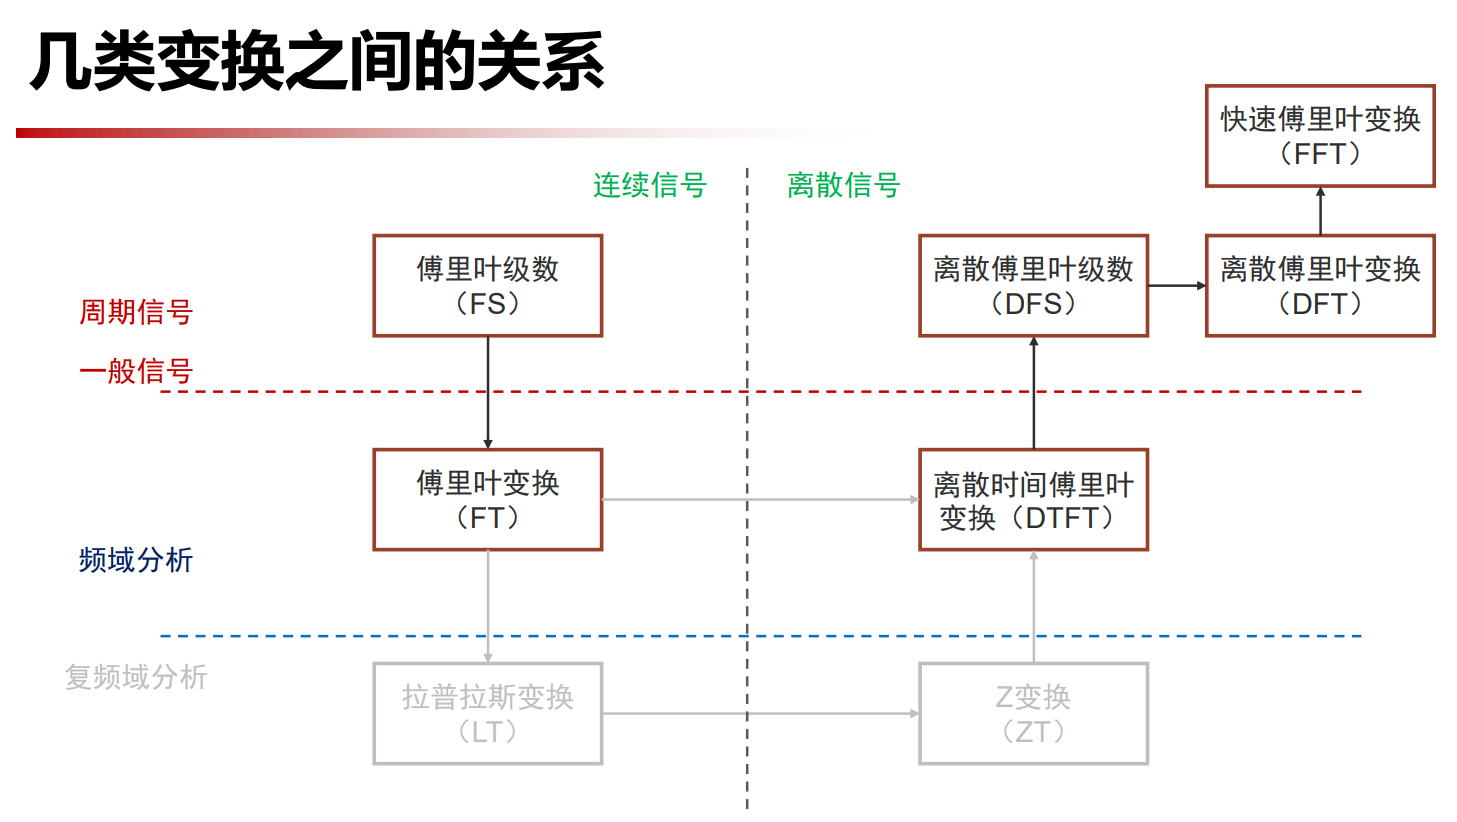 几类变换之间的关系
快速傅里叶变换
（FFT）
连续信号
离散信号
傅里叶级数
（FS）
离散傅里叶级数
（DFS）
离散傅里叶变换
（DFT）
周期信号
一般信号
傅里叶变换
（FT）
离散时间傅里叶
变换（DTFT）
频域分析
复频域分析
拉普拉斯变换
（LT）
Z变换
（ZT）